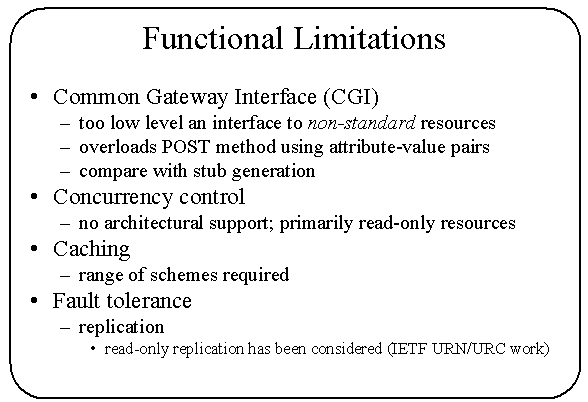 Functional Limitations
• Common Gateway Interface (CGI)
– too low level an interface to non-standard resources
– overloads POST method using attribute-value pairs
– compare with stub generation
• Concurrency control
– no architectural support; primarily read-only resources
• Caching
– range of schemes required
• Fault tolerance
– replication
• read-only replication has been considered (IETF URN/URC work)